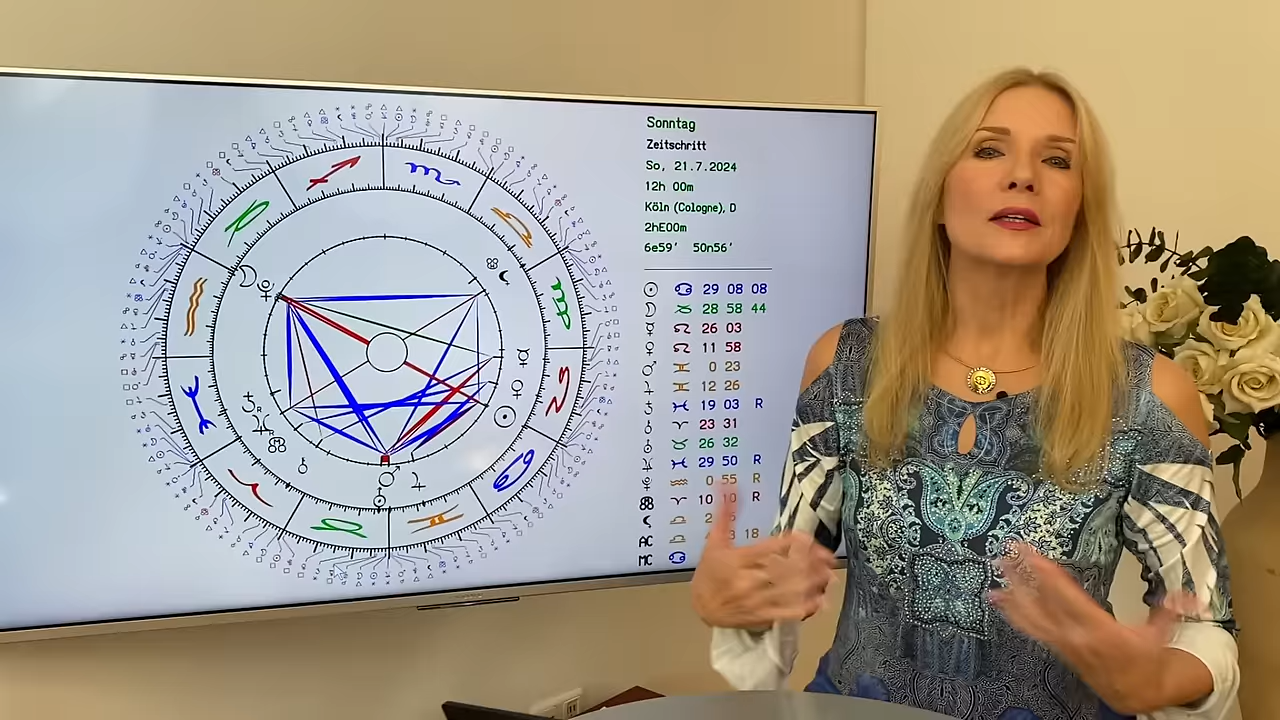 Sonntag
Zeitschritt
So, 21.7.2024
12h 00m
Köln (Cologne), D
2hE00m
6e59' 50n56'
☉ ♋ 29 08 08
☽ ♑ 28 58 44
☿ ♌ 26 03
♀ ♌ 11 58
♂ ♊ 0 23
♃ ♊ 12 26
♄ ♓ 19 03 R
⚷ ♈ 23 31
♅ ♉ 26 32
♆ ♓ 29 50 R
♇ ♒ 0 55 R
☊ ♈ 10 10 R
⚸ ♎
AC ♎ 18
MC ♋